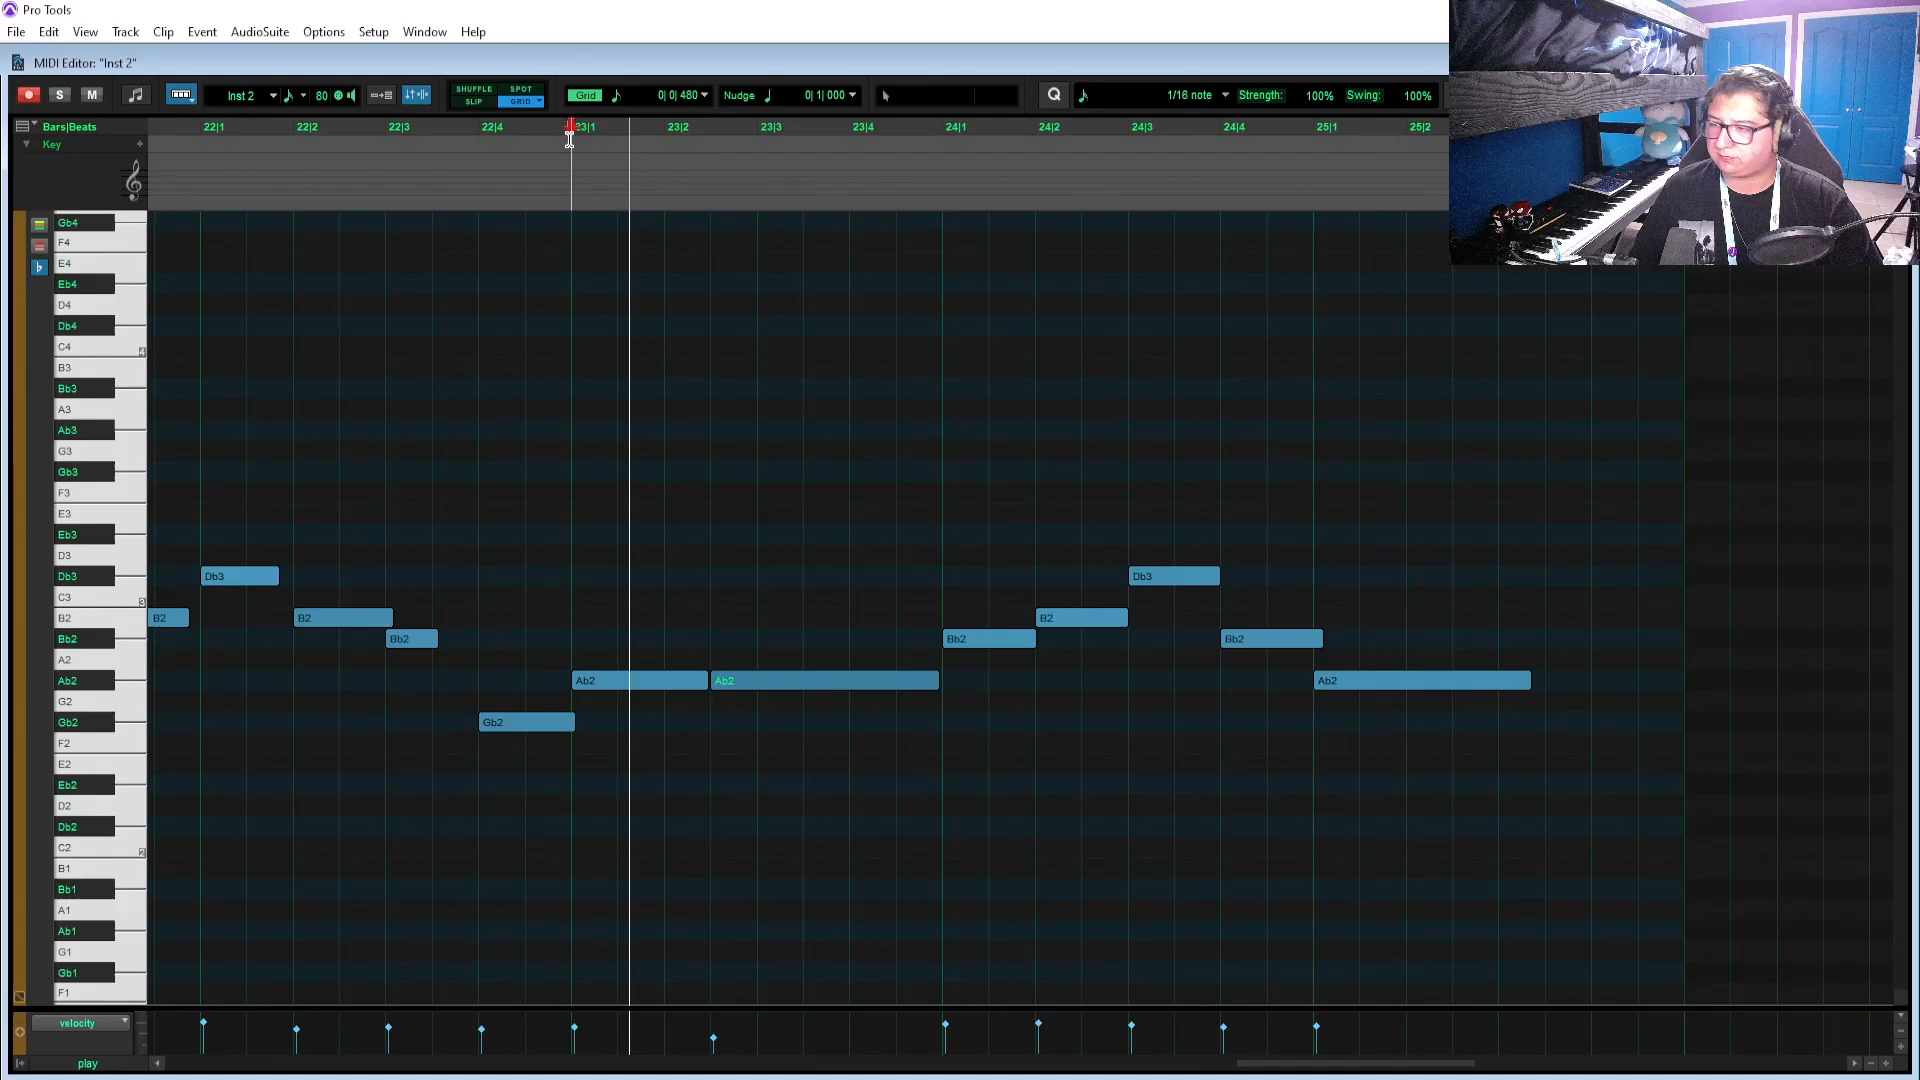 Pro Tools
File Edit View Track Clip Event AudioSuite Options Setup Window Help
MIDI Editor: "Inst 2"
S M Inst 2 80 SHUFFLE SPOT SLIP GRID Grid 0| 0| 480 Nudge 0| 1| 000 Q 1/16 note Strength: 100% Swing: 100%
Bars|Beats 22|1 22|2 22|3 22|4 23|1 23|2 23|3 23|4 24|1 24|2 24|3 24|4 25|1 25|2
Key
Gb4
F4
E4
Eb4
D4
Db4
C4 4
B3
Bb3
A3
Ab3
G3
Gb3
F3
E3
Eb3
D3
Db3 Db3 Db3
C3 3
B2 B2 B2 B2
Bb2 Bb2 Bb2 Bb2
A2
Ab2 Ab2 Ab2 Ab2
G2
Gb2 Gb2
F2
E2
Eb2
D2
Db2
C2 2
B1
Bb1
A1
Ab1
G1
Gb1
F1
velocity
play